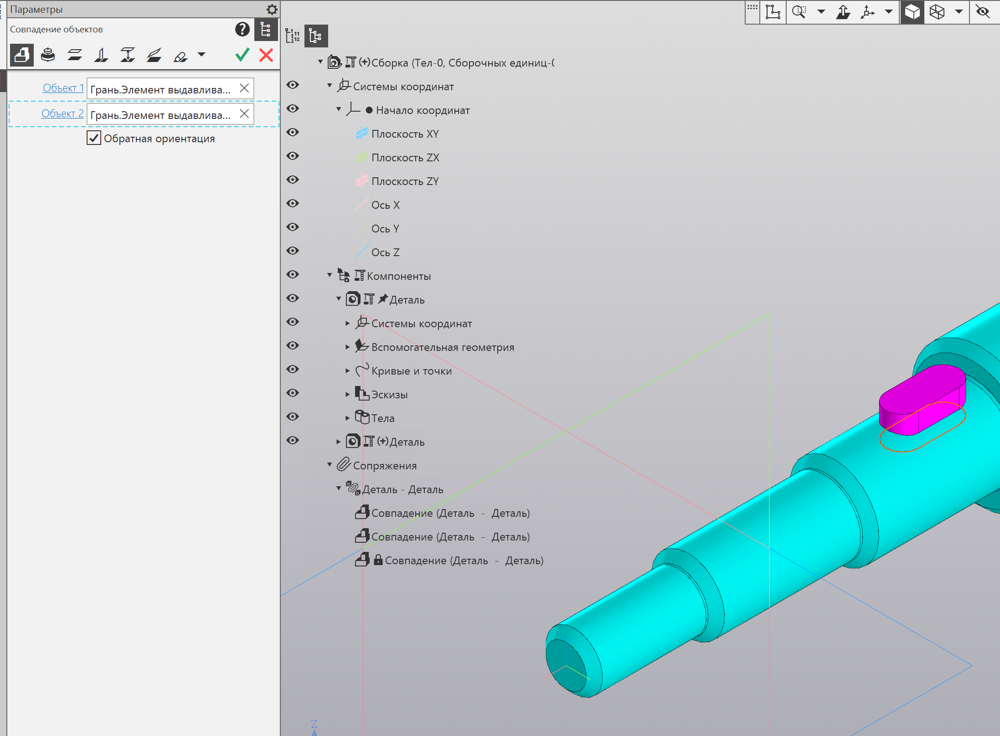 Параметры
Совпадение объектов
Объект 1
Грань.Элемент выдавлива...
Объект 2
Грань.Элемент выдавлива...
Обратная ориентация
Сборка (Тел-0, Сборочных единиц-
Системы координат
Начало координат
Плоскость XY
Плоскость ZX
Плоскость ZY
Ось X
Ось Y
Ось Z
Компоненты
(+)Деталь
Деталь
Системы координат
Вспомогательная геометрия
Кривые и точки
Эскизы
Тела
(+)Деталь
Сопряжения
Деталь - Деталь
Совпадение (Деталь - Деталь)
Совпадение (Деталь - Деталь)
Совпадение (Деталь - Деталь)
Z